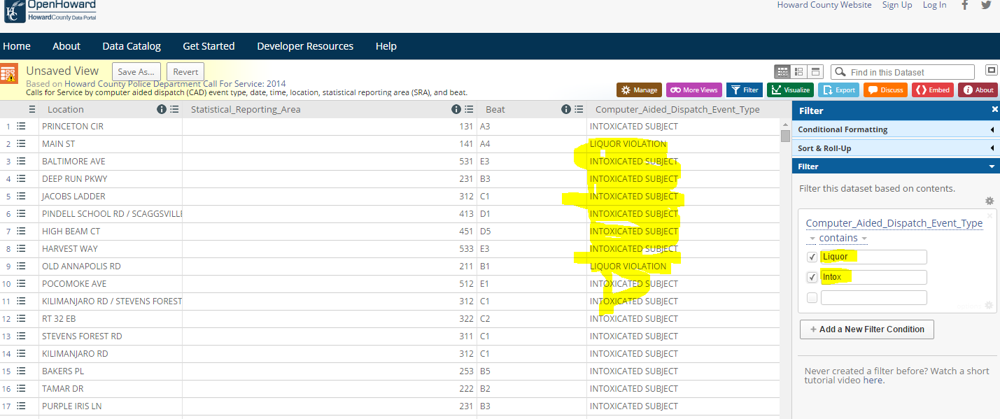 OpenHoward
HowardCounty Data Portal
Howard County Website Sign Up Log In
Home About Data Catalog Get Started Developer Resources Help
Unsaved View Save As... Revert
Based on Howard County Police Department Call For Service: 2014
Calls for Service by computer aided dispatch (CAD) event type, date, time, location, statistical reporting area (SRA), and beat.
Find in this Dataset
Manage More Views Filter Visualize Export Discuss Embed About
Location Statistical_Reporting_Area Beat Computer_Aided_Dispatch_Event_Type
1 PRINCETON CIR 131 A3 INTOXICATED SUBJECT
2 MAIN ST 141 A4 LIQUOR VIOLATION
3 BALTIMORE AVE 531 E3 INTOXICATED SUBJECT
4 DEEP RUN PKWY 231 B3 INTOXICATED SUBJECT
5 JACOBS LADDER 312 C1 INTOXICATED SUBJECT
6 PINDELL SCHOOL RD / SCAGGSVILLE 413 D1 INTOXICATED SUBJECT
7 HIGH BEAM CT 451 D5 INTOXICATED SUBJECT
8 HARVEST WAY 533 E3 INTOXICATED SUBJECT
9 OLD ANNAPOLIS RD 211 B1 LIQUOR VIOLATION
10 POCOMOKE AVE 512 E1 INTOXICATED SUBJECT
11 KILIMANJARO RD / STEVENS FOREST 312 C1 INTOXICATED SUBJECT
12 RT 32 EB 322 C2 INTOXICATED SUBJECT
13 STEVENS FOREST RD 311 C1 INTOXICATED SUBJECT
14 KILIMANJARO RD 312 C1 INTOXICATED SUBJECT
15 BAKERS PL 253 B5 INTOXICATED SUBJECT
16 TAMAR DR 222 B2 INTOXICATED SUBJECT
17 PURPLE IRIS LN 231 B3 INTOXICATED SUBJECT
Filter
Conditional Formatting
Sort & Roll-Up
Filter
Filter this dataset based on contents.
Computer_Aided_Dispatch_Event_Type
contains
Liquor
Intox
+ Add a New Filter Condition
Never created a filter before? Watch a short
tutorial video here.